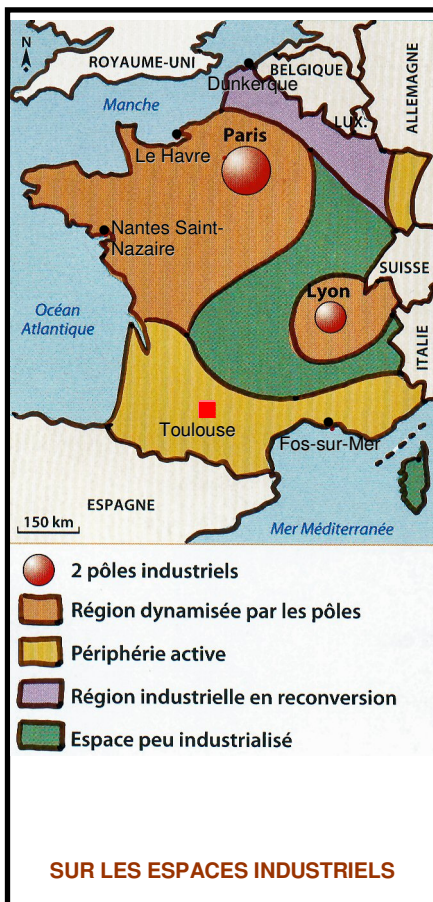 N
ROYAUME-UNI
BELGIQUE
ALLEMAGNE
Dunkerque
Manche
LUX.
Paris
Le Havre
Nantes Saint-
Nazaire
SUISSE
Lyon
Océan
Atlantique
ITALIE
Toulouse
Fos-sur-Mer
ESPAGNE
150 km
Mer Méditerranée
2 pôles industriels
Région dynamisée par les pôles
Périphérie active
Région industrielle en reconversion
Espace peu industrialisé
SUR LES ESPACES INDUSTRIELS